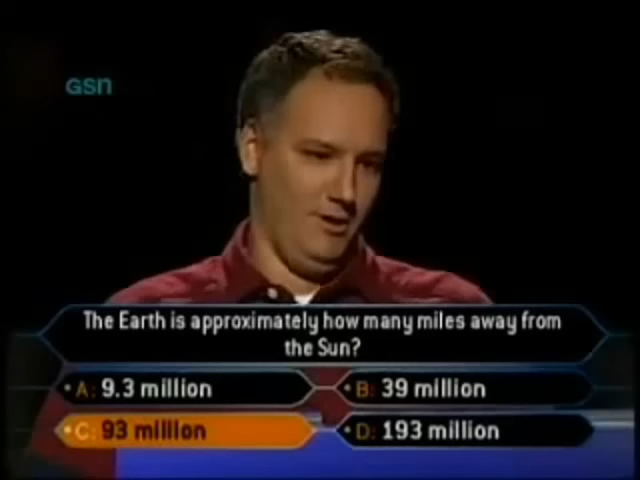 GSN
The Earth is approximately how many miles away from
the Sun?
A: 9.3 million
B: 39 million
C: 93 million
D: 193 million